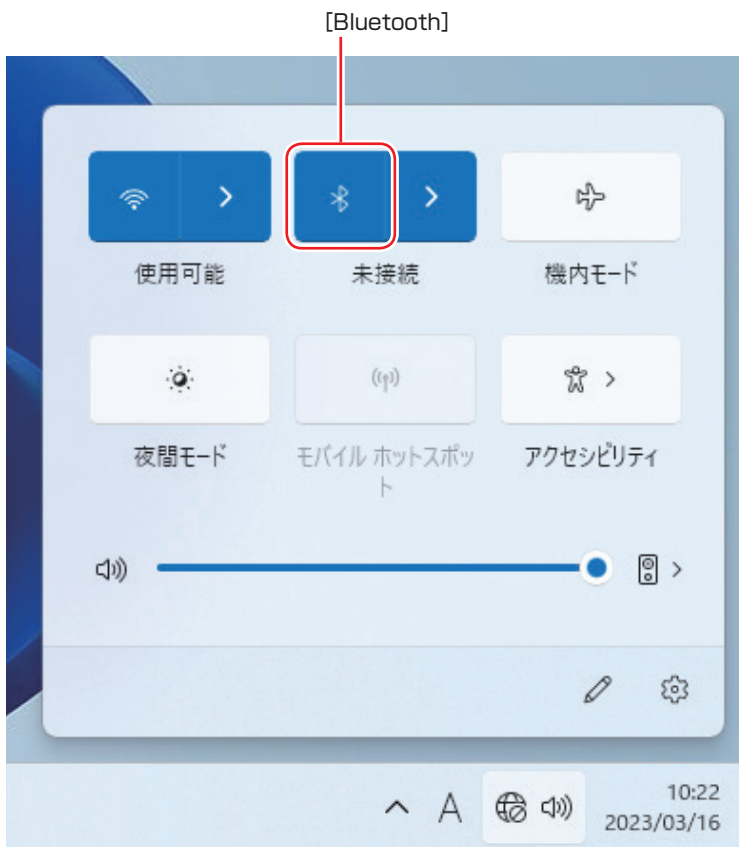 [Bluetooth]
使用可能
未接続
機内モード
夜間モード
モバイル ホットスポッ
ト
アクセシビリティ
A
10:22
2023/03/16